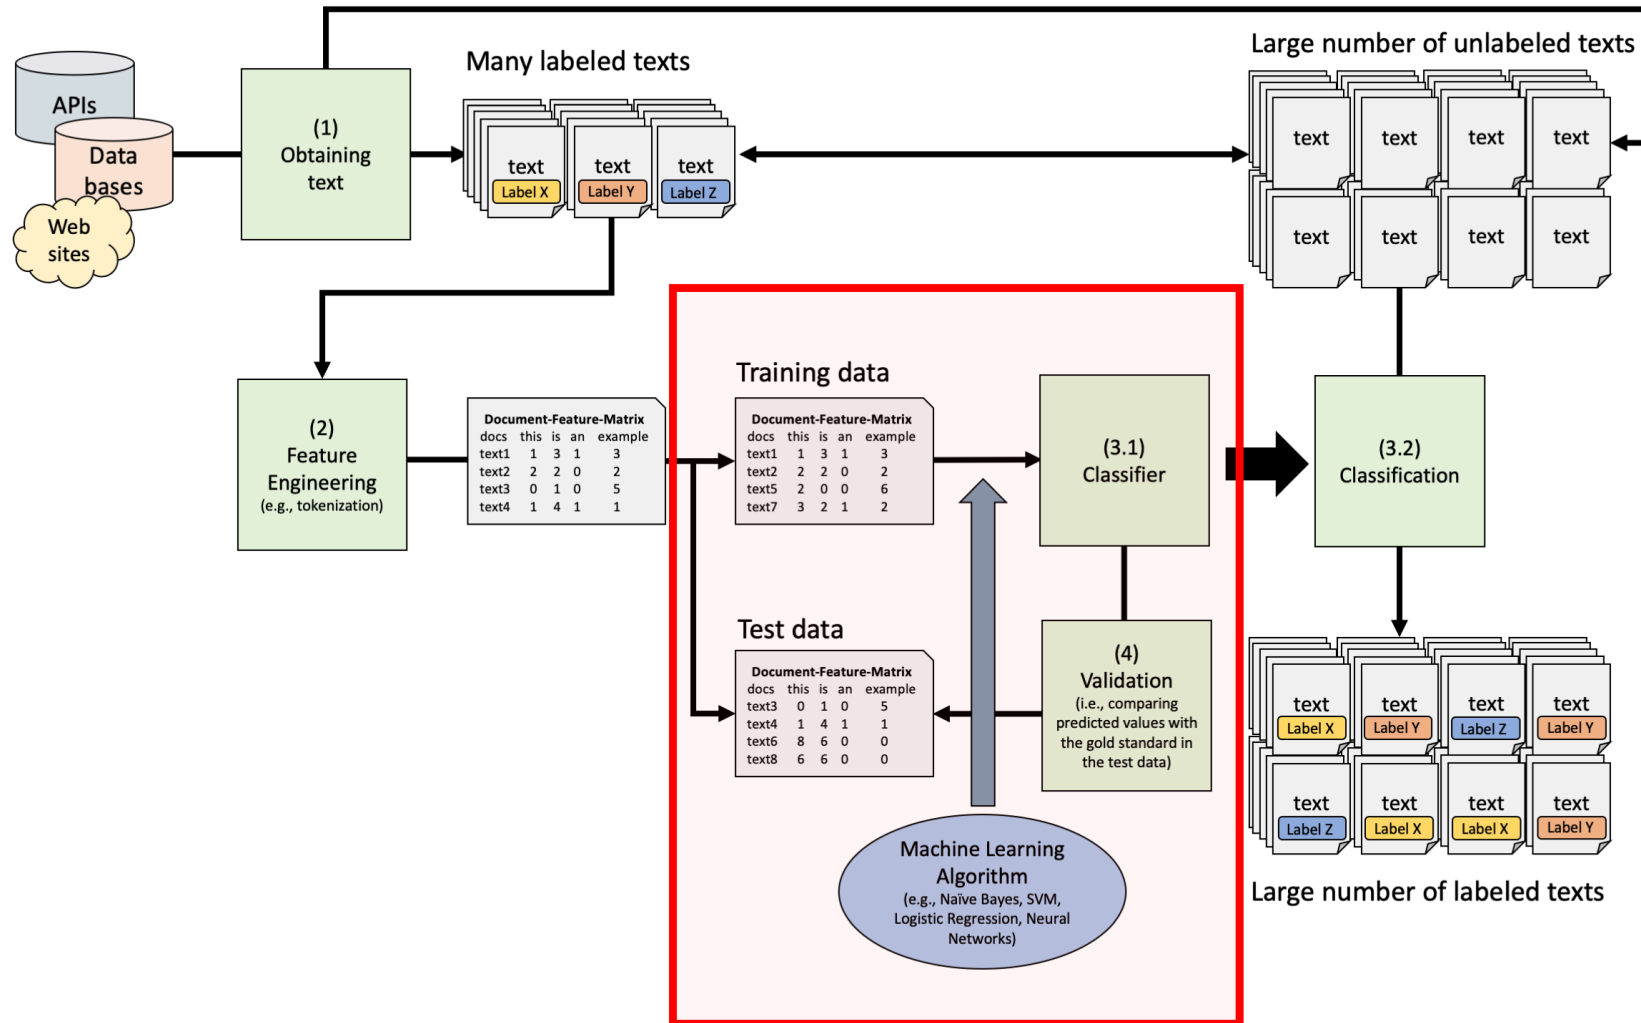 APIs
Data
bases
Web
sites
(1)
Obtaining
text
Many labeled texts
text
Label X
text
Label Y
text
Label Z
Large number of unlabeled texts
text
text
text
text
text
text
text
text
(2)
Feature
Engineering
(e.g., tokenization)
Document-Feature-Matrix
docs this is an example
text1 1 3 1 3
text2 2 2 0 2
text3 0 1 0 5
text4 1 4 1 1
Training data
Document-Feature-Matrix
docs this is an example
text1 1 3 1 3
text2 2 2 0 2
text5 2 0 0 6
text7 3 2 1 2
(3.1)
Classifier
(3.2)
Classification
Test data
Document-Feature-Matrix
docs this is an example
text3 0 1 0 5
text4 1 4 1 1
text6 8 6 0 0
text8 6 6 0 0
(4)
Validation
(i.e., comparing
predicted values with
the gold standard in
the test data)
Machine Learning
Algorithm
(e.g., Naïve Bayes, SVM,
Logistic Regression, Neural
Networks)
text
Label X
text
Label Y
text
Label Z
text
Label Y
text
Label Z
text
Label X
text
Label X
text
Label Y
Large number of labeled texts